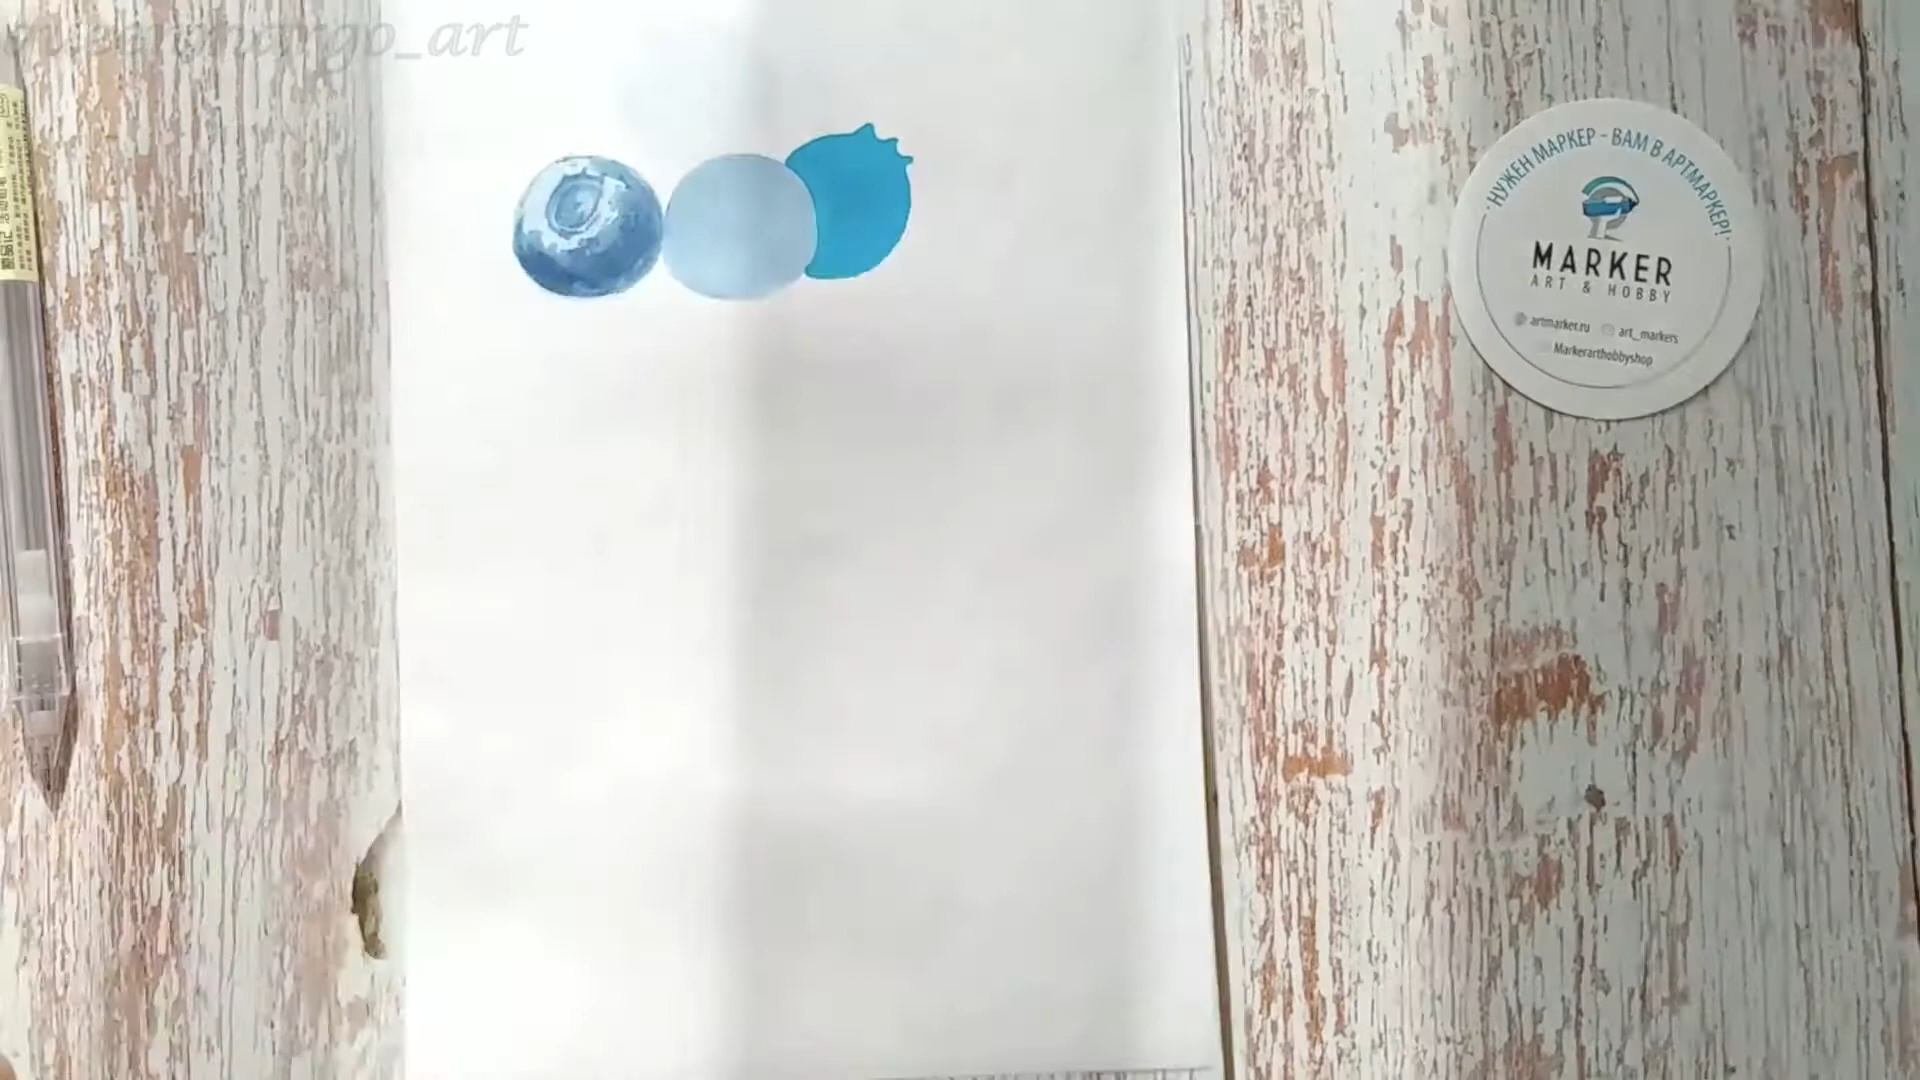 · НУЖЕН МАРКЕР - ВАМ В АРТМАРКЕР! ·
MARKER
ART & HOBBY
artmarker.ru art_markers
Markerarthobbyshop